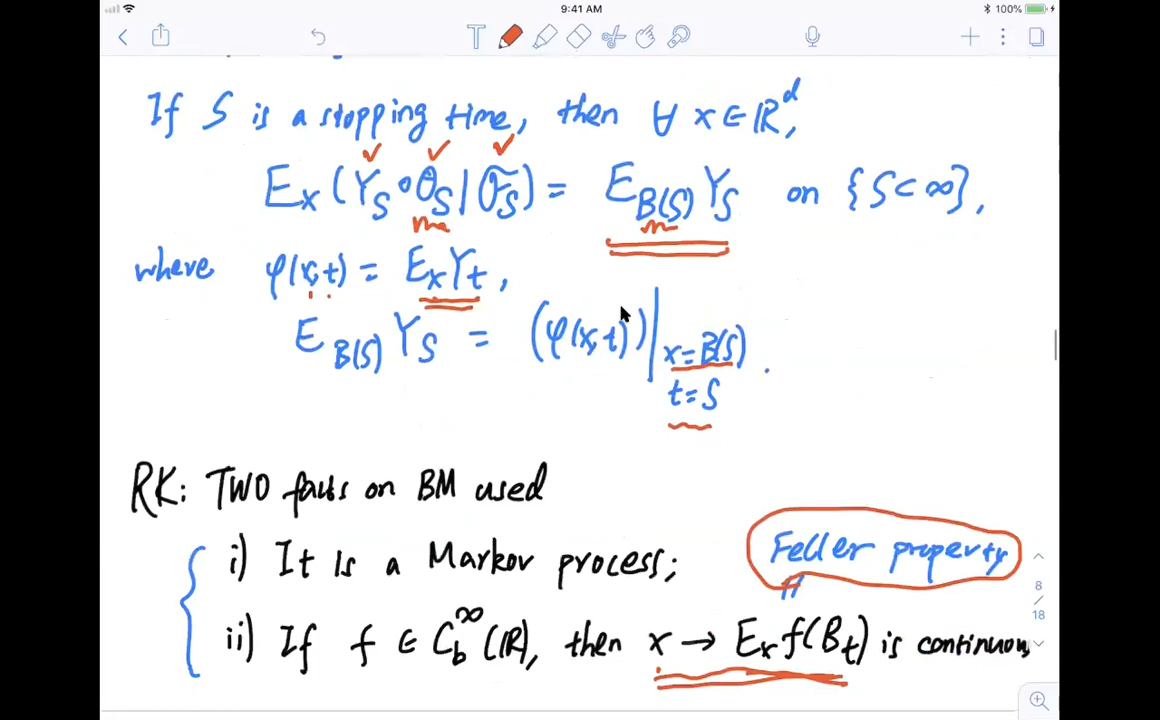 9:41 AM
100%
If S is a stopping time, then ∀ x ∈ ℝ^d,
E_x (Y_S ∘ θ_S | F_S) = E_{B(S)} Y_S on {S < ∞},
where φ(x,t) = E_x Y_t,
E_{B(S)} Y_S = (φ(x,t))|_{x=B(S)}.
t=S
RK: TWO facts on BM used
i) It Is a Markov process;
Feller property
8
/
18
ii) If f ∈ C_b^∞(ℝ), then x → E_x f(B_t) is continuous